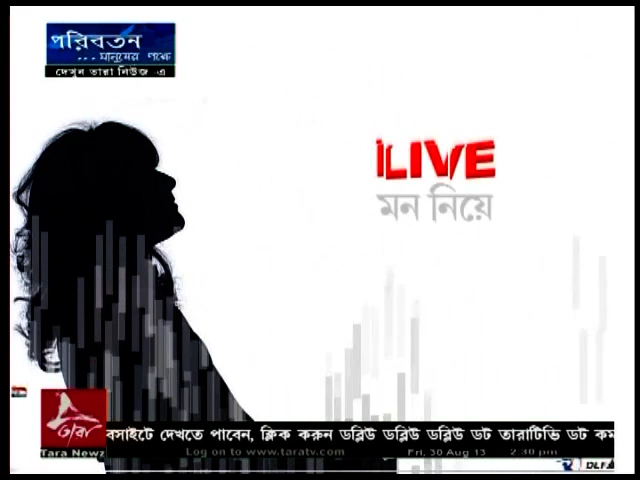 পরিবর্তন
...মানুষের পক্ষে
দেখুন তারা নিউজ এ
LIVE
মন নিয়ে
তারা
বসাইটে দেখতে পাবেন, ক্লিক করুন ডব্লিউ ডব্লিউ ডব্লিউ ডট তারাটিভি ডট কম
Tara Newz
Log on to www.taratv.com
Fri, 30 Aug 13
2:30 pm
DLF